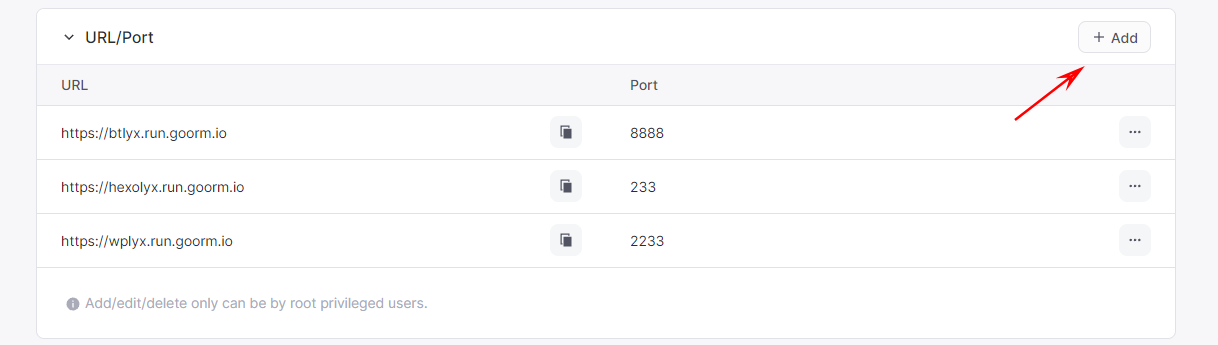 URL/Port
+ Add
URL Port
https://btlyx.run.goorm.io 8888 ...
https://hexolyx.run.goorm.io 233 ...
https://wplyx.run.goorm.io 2233 ...
Add/edit/delete only can be by root privileged users.